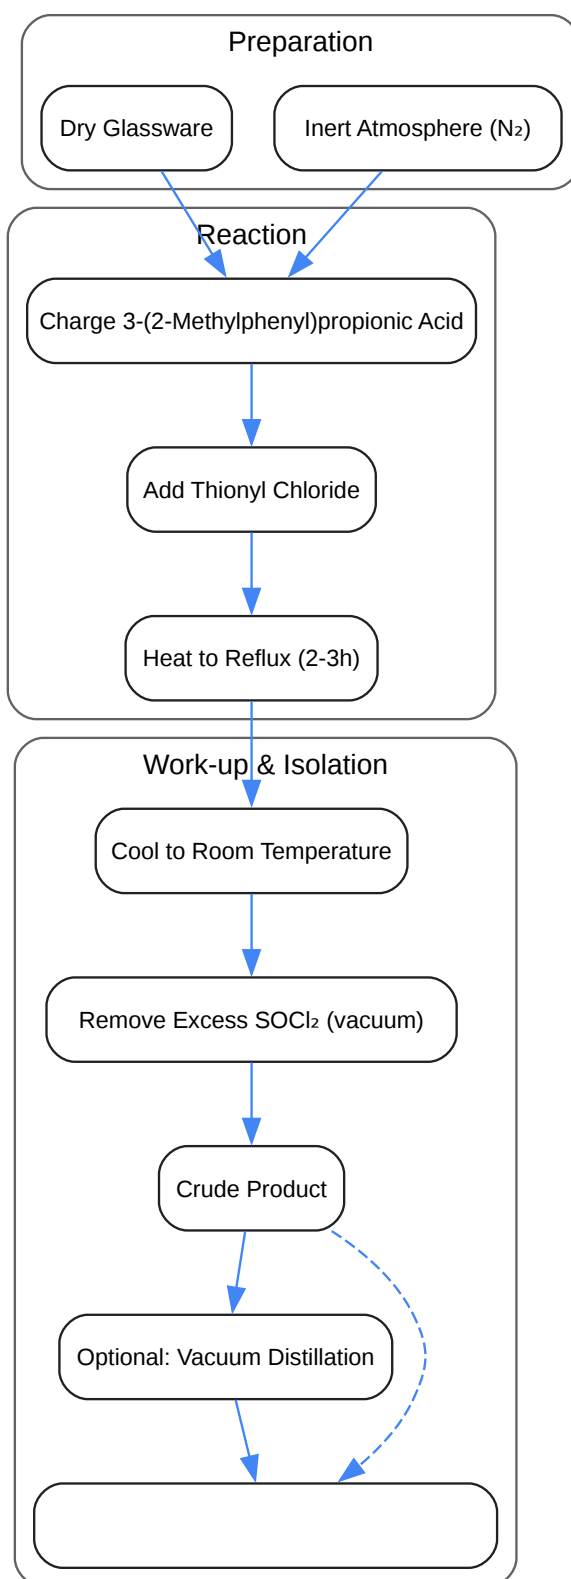 Preparation
Dry Glassware
Inert Atmosphere (N₂)
Reaction
Charge 3-(2-Methylphenyl)propionic Acid
Add Thionyl Chloride
Heat to Reflux (2-3h)
Work-up & Isolation
Cool to Room Temperature
Remove Excess SOCl₂ (vacuum)
Crude Product
Optional: Vacuum Distillation